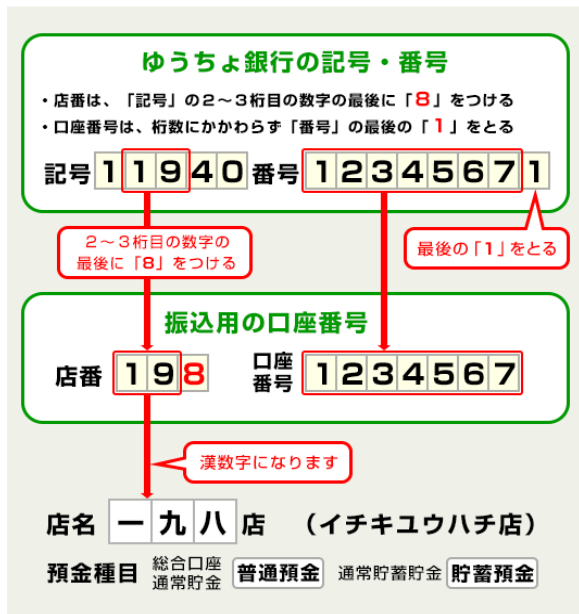 ゆうちょ銀行の記号・番号
・店番は、「記号」の2～3桁目の数字の最後に「8」をつける
・口座番号は、桁数にかかわらず「番号」の最後の「1」をとる
記号 11940 番号 12345671
2～3桁目の数字の
最後に「8」をつける
最後の「1」をとる
振込用の口座番号
店番 198 口座番号 1234567
漢数字になります
店名 一九八 店 （イチキユウハチ店）
預金種目 総合口座 通常貯金 普通預金 通常貯蓄貯金 貯蓄預金